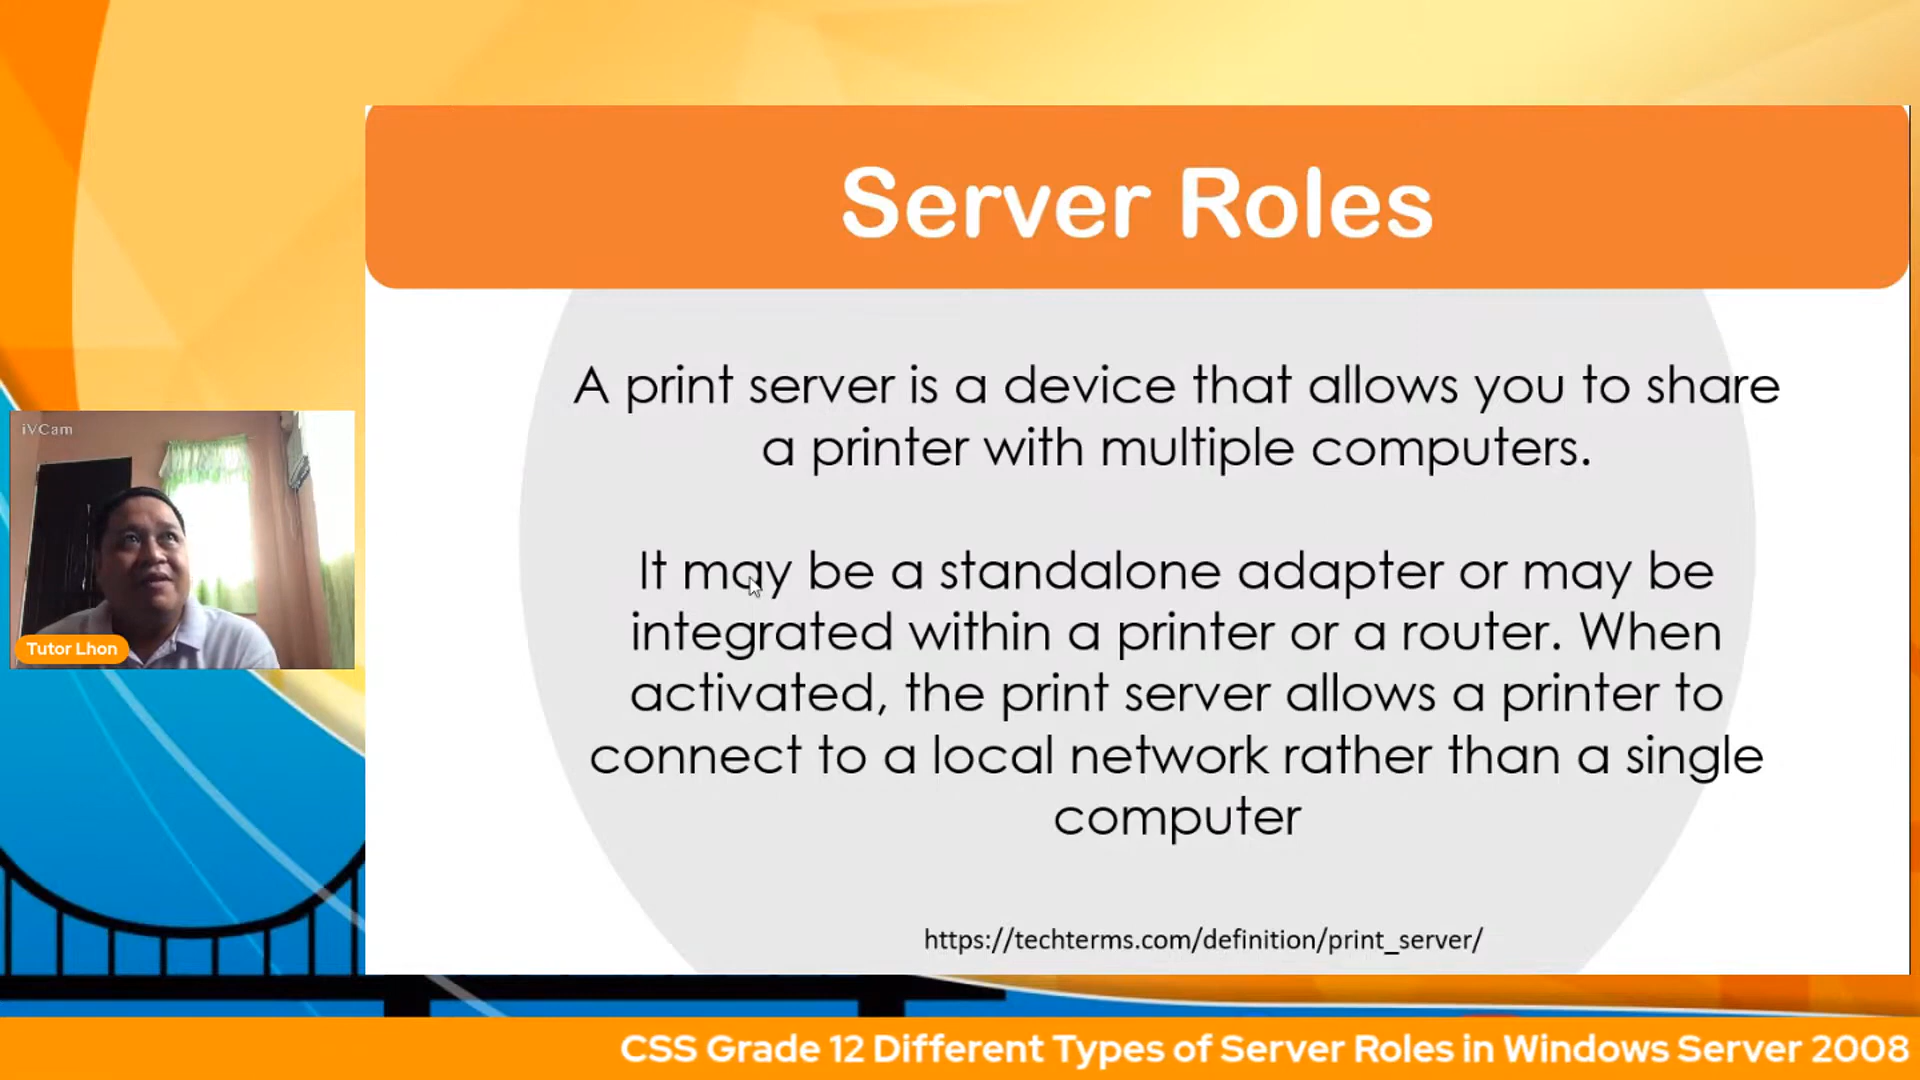 Server Roles
A print server is a device that allows you to share
a printer with multiple computers.
It may be a standalone adapter or may be
integrated within a printer or a router. When
activated, the print server allows a printer to
connect to a local network rather than a single
computer
https://techterms.com/definition/print_server/
iVCam
Tutor Lhon
CSS Grade 12 Different Types of Server Roles in Windows Server 2008